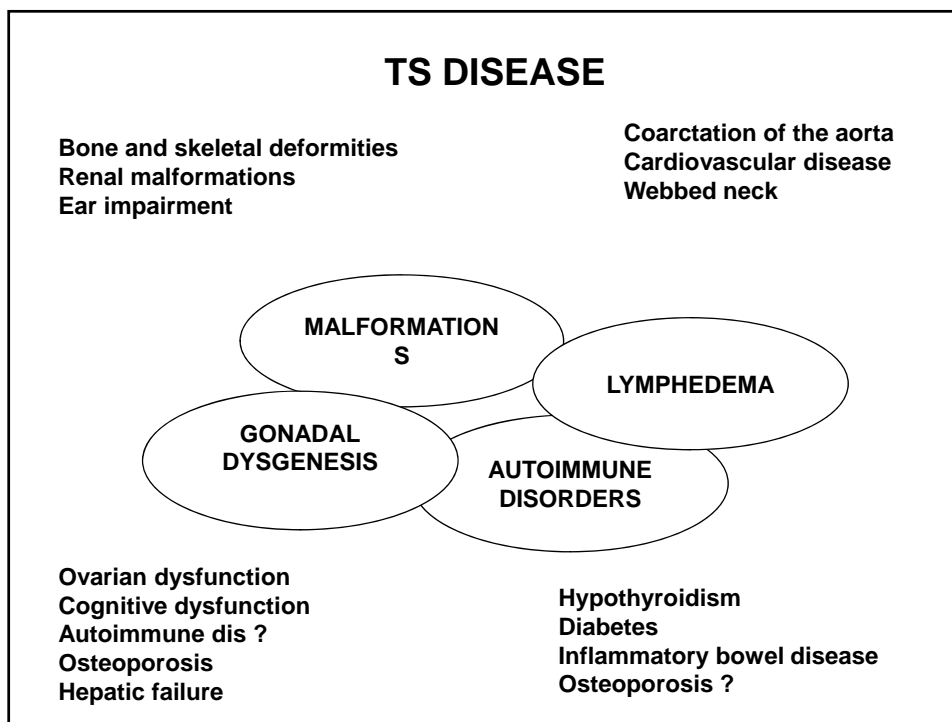 TS DISEASE
Bone and skeletal deformities
Renal malformations
Ear impairment
Coarctation of the aorta
Cardiovascular disease
Webbed neck
MALFORMATION
S
LYMPHEDEMA
GONADAL
DYSGENESIS
AUTOIMMUNE
DISORDERS
Ovarian dysfunction
Cognitive dysfunction
Autoimmune dis ?
Osteoporosis
Hepatic failure
Hypothyroidism
Diabetes
Inflammatory bowel disease
Osteoporosis ?